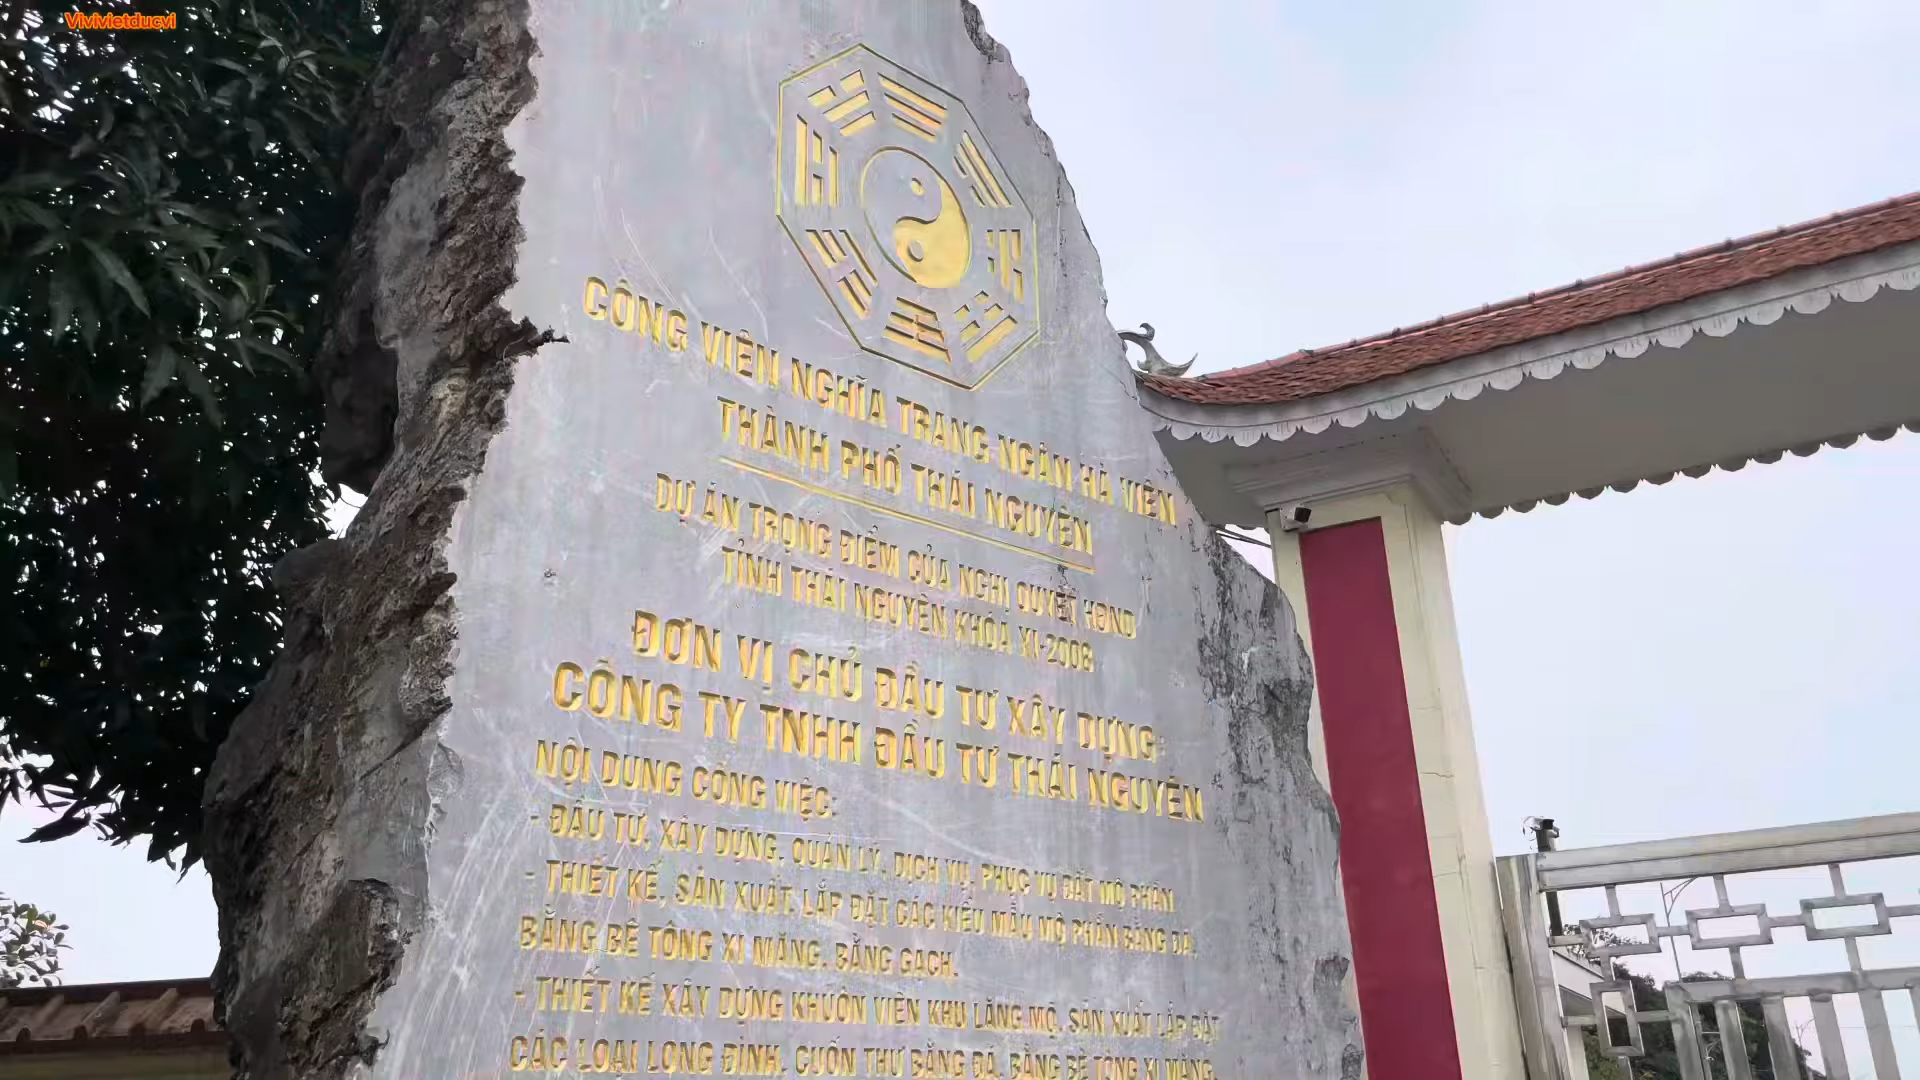 Vivivietducvi
CÔNG VIÊN NGHĨA TRANG NGÂN HÀ VIÊN
THÀNH PHỐ THÁI NGUYÊN
DỰ ÁN TRỌNG ĐIỂM CỦA NGHỊ QUYẾT HĐND
TỈNH THÁI NGUYÊN KHÓA XI-2008
ĐƠN VỊ CHỦ ĐẦU TƯ XÂY DỰNG:
CÔNG TY TNHH ĐẦU TƯ THÁI NGUYÊN
NỘI DUNG CÔNG VIỆC:
- ĐẦU TƯ, XÂY DỰNG, QUẢN LÝ, DỊCH VỤ, PHỤC VỤ ĐẤT MỘ PHẦN
- THIẾT KẾ, SẢN XUẤT, LẮP ĐẶT CÁC KIỂU MẪU MỘ PHẦN BẰNG ĐÁ,
BẰNG BÊ TÔNG XI MĂNG, BẰNG GẠCH.
- THIẾT KẾ XÂY DỰNG KHUÔN VIÊN KHU LĂNG MỘ, SẢN XUẤT LẮP ĐẶT
CÁC LOẠI LONG ĐÌNH, CUỐN THƯ BẰNG ĐÁ, BẰNG BÊ TÔNG XI MĂNG,